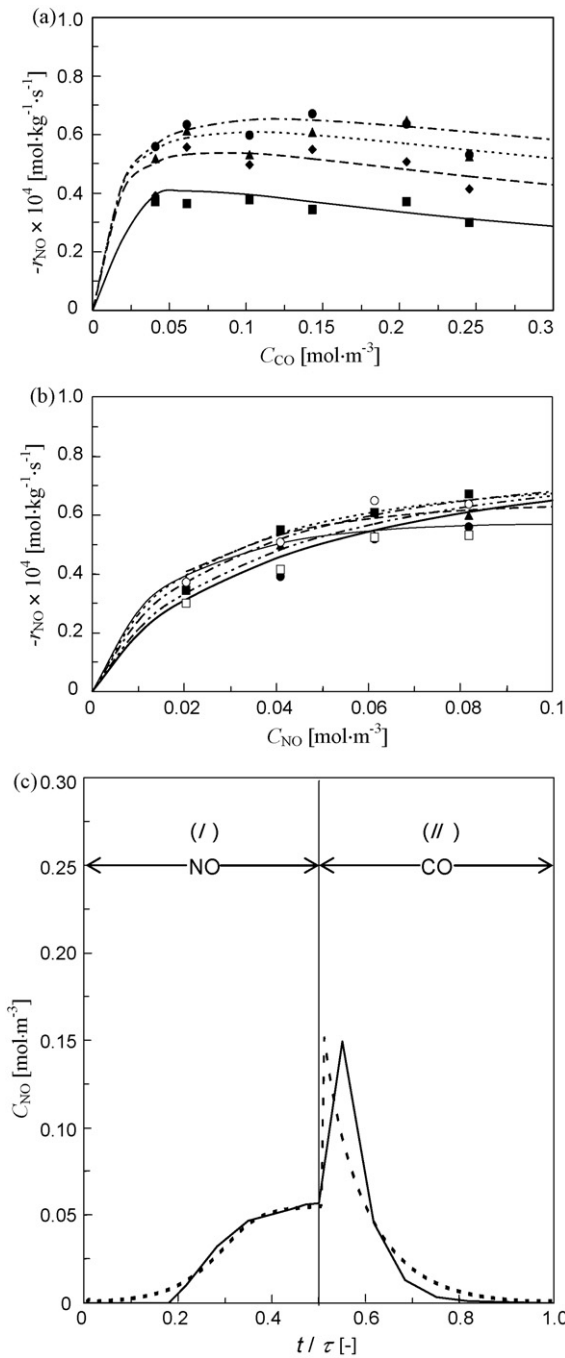 (a)
1.0
0.8
0.6
0.4
0.2
0
-rNO × 10⁴ [mol·kg⁻¹·s⁻¹]
0 0.05 0.1 0.15 0.2 0.25 0.3
CCO [mol·m⁻³]
(b)
1.0
0.8
0.6
0.4
0.2
0
-rNO × 10⁴ [mol·kg⁻¹·s⁻¹]
0 0.02 0.04 0.06 0.08 0.1
CNO [mol·m⁻³]
(c)
0.30
0.25
0.20
0.15
0.10
0.05
0
CNO [mol·m⁻³]
(I) (II)
NO CO
0 0.2 0.4 0.6 0.8 1.0
t / τ [-]